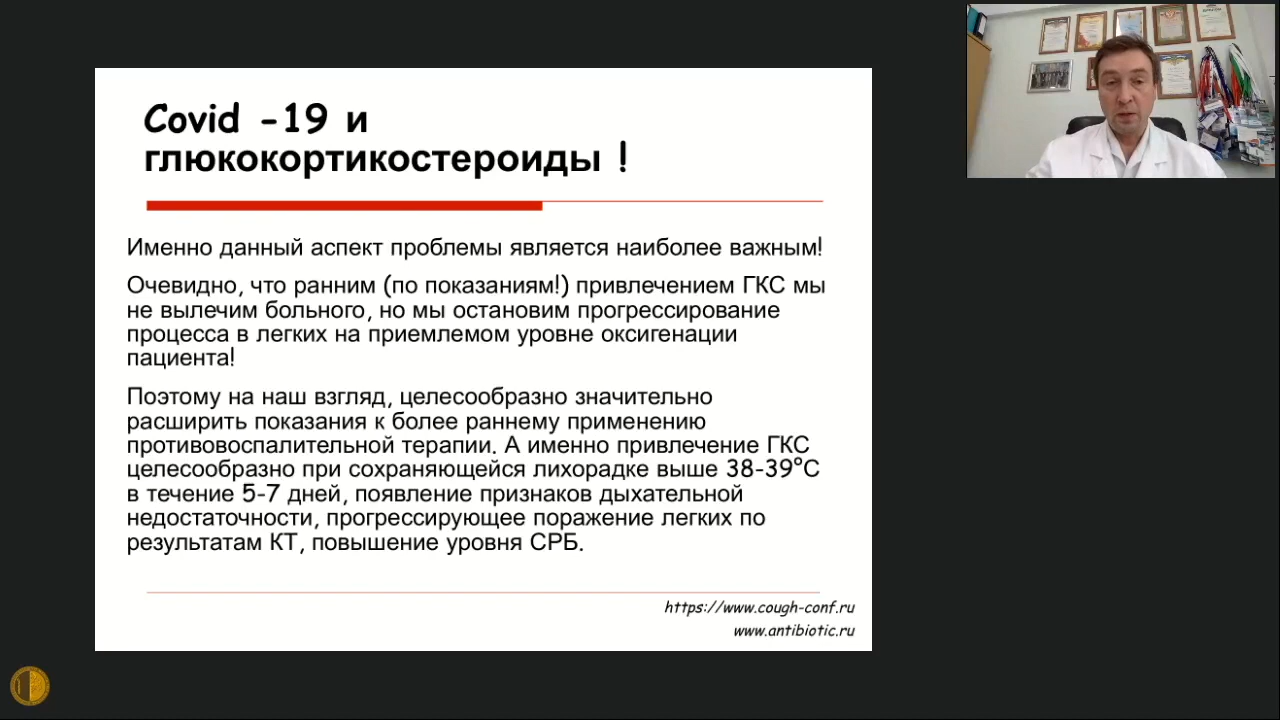 Covid -19 и
глюкокортикостероиды !
Именно данный аспект проблемы является наиболее важным!
Очевидно, что ранним (по показаниям!) привлечением ГКС мы
не вылечим больного, но мы остановим прогрессирование
процесса в легких на приемлемом уровне оксигенации
пациента!
Поэтому на наш взгляд, целесообразно значительно
расширить показания к более раннему применению
противовоспалительной терапии. А именно привлечение ГКС
целесообразно при сохраняющейся лихорадке выше 38-39°С
в течение 5-7 дней, появление признаков дыхательной
недостаточности, прогрессирующее поражение легких по
результатам КТ, повышение уровня СРБ.
https://www.cough-conf.ru
www.antibiotic.ru